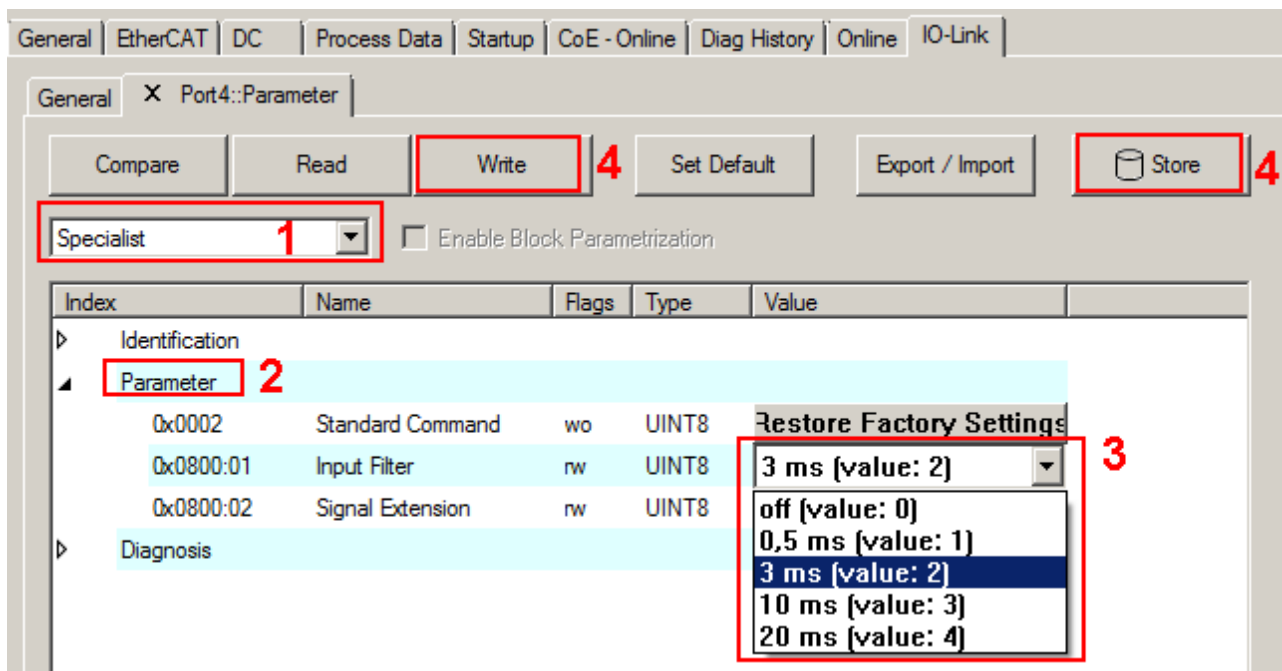 General EtherCAT DC Process Data Startup CoE - Online Diag History Online IO-Link
General X Port4::Parameter
Compare Read Write 4 Set Default Export / Import Store 4
Specialist 1 Enable Block Parametrization
Index Name Flags Type Value
Identification
Parameter 2
0x0002 Standard Command wo UINT8 Restore Factory Settings
0x0800:01 Input Filter rw UINT8 3 ms (value: 2) 3
0x0800:02 Signal Extension rw UINT8 off (value: 0)
0,5 ms (value: 1)
Diagnosis
3 ms (value: 2)
10 ms (value: 3)
20 ms (value: 4)